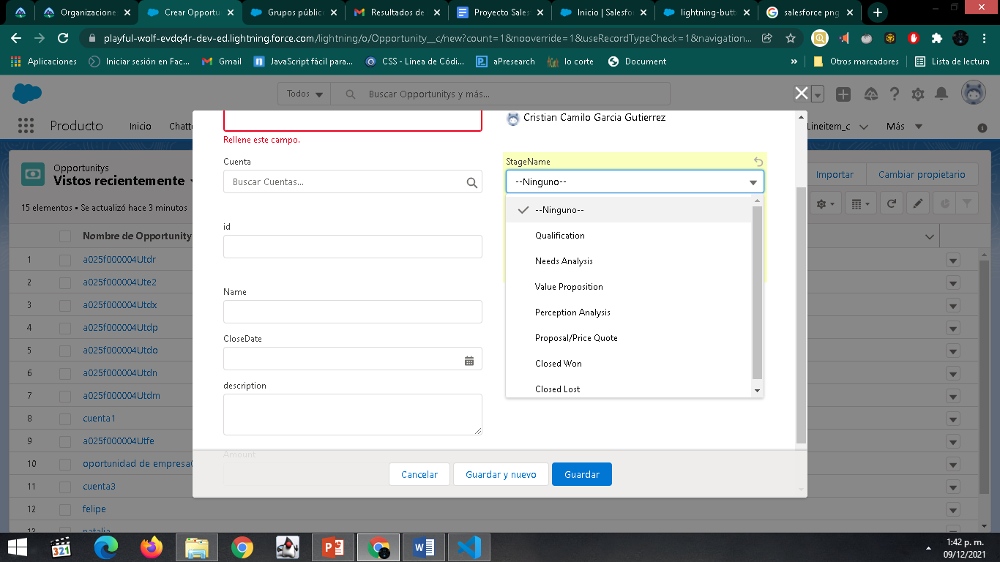 Organizacione
Crear Opportu
Grupos públic
Resultados de
Proyecto Sales
Inicio | Salesfor
lightning-butt
salesforce png
playful-wolf-evdq4r-dev-ed.lightning.force.com/lightning/o/Opportunity__c/new?count=1&nooverride=1&useRecordTypeCheck=1&navigation...
Aplicaciones
Iniciar sesión en Fac...
Gmail
JavaScript fácil para...
CSS - Línea de Códi...
aPresearch
lo corte
Document
»
Otros marcadores
Lista de lectura
Todos
Buscar Opportunitys y más...
Producto
Inicio
Chatte
Lineitem_c
Más
Opportunitys
Vistos recientemente
15 elementos • Se actualizó hace 3 minutos
Importar
Cambiar propietario
Nombre de Opportunity
1 a025f000004Utdr
2 a025f000004Ute2
3 a025f000004Utdx
4 a025f000004Utdp
5 a025f000004Utdo
6 a025f000004Utdn
7 a025f000004Utdm
8 cuenta1
9 a025f000004Utfe
10 oportunidad de empresa
11 cuenta3
12 felipe
13 natalia
Cristian Camilo Garcia Gutierrez
Rellene este campo.
Cuenta
Buscar Cuentas...
id
Name
CloseDate
description
Amount
StageName
--Ninguno--
--Ninguno--
Qualification
Needs Analysis
Value Proposition
Perception Analysis
Proposal/Price Quote
Closed Won
Closed Lost
Cancelar
Guardar y nuevo
Guardar
321
1:42 p. m.
09/12/2021